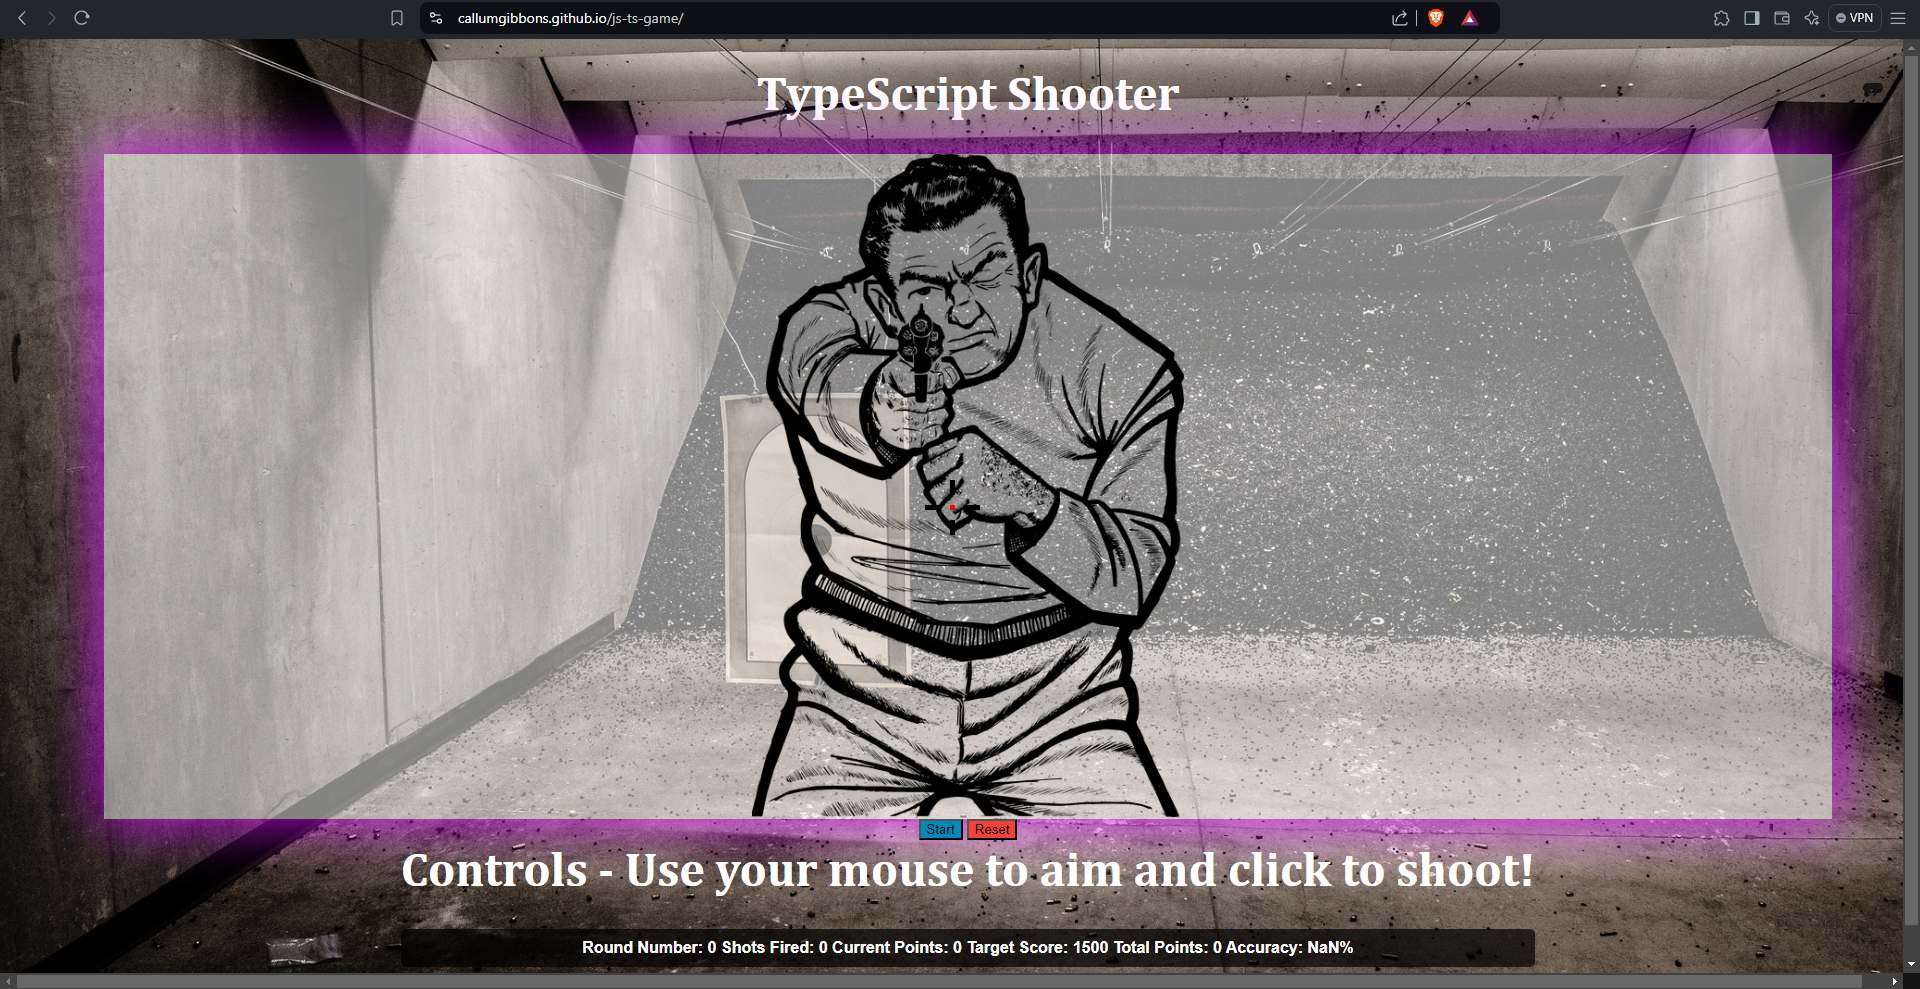 callumgibbons.github.io/js-ts-game/
VPN
TypeScript Shooter
Start Reset
Controls - Use your mouse to aim and click to shoot!
Round Number: 0 Shots Fired: 0 Current Points: 0 Target Score: 1500 Total Points: 0 Accuracy: NaN%